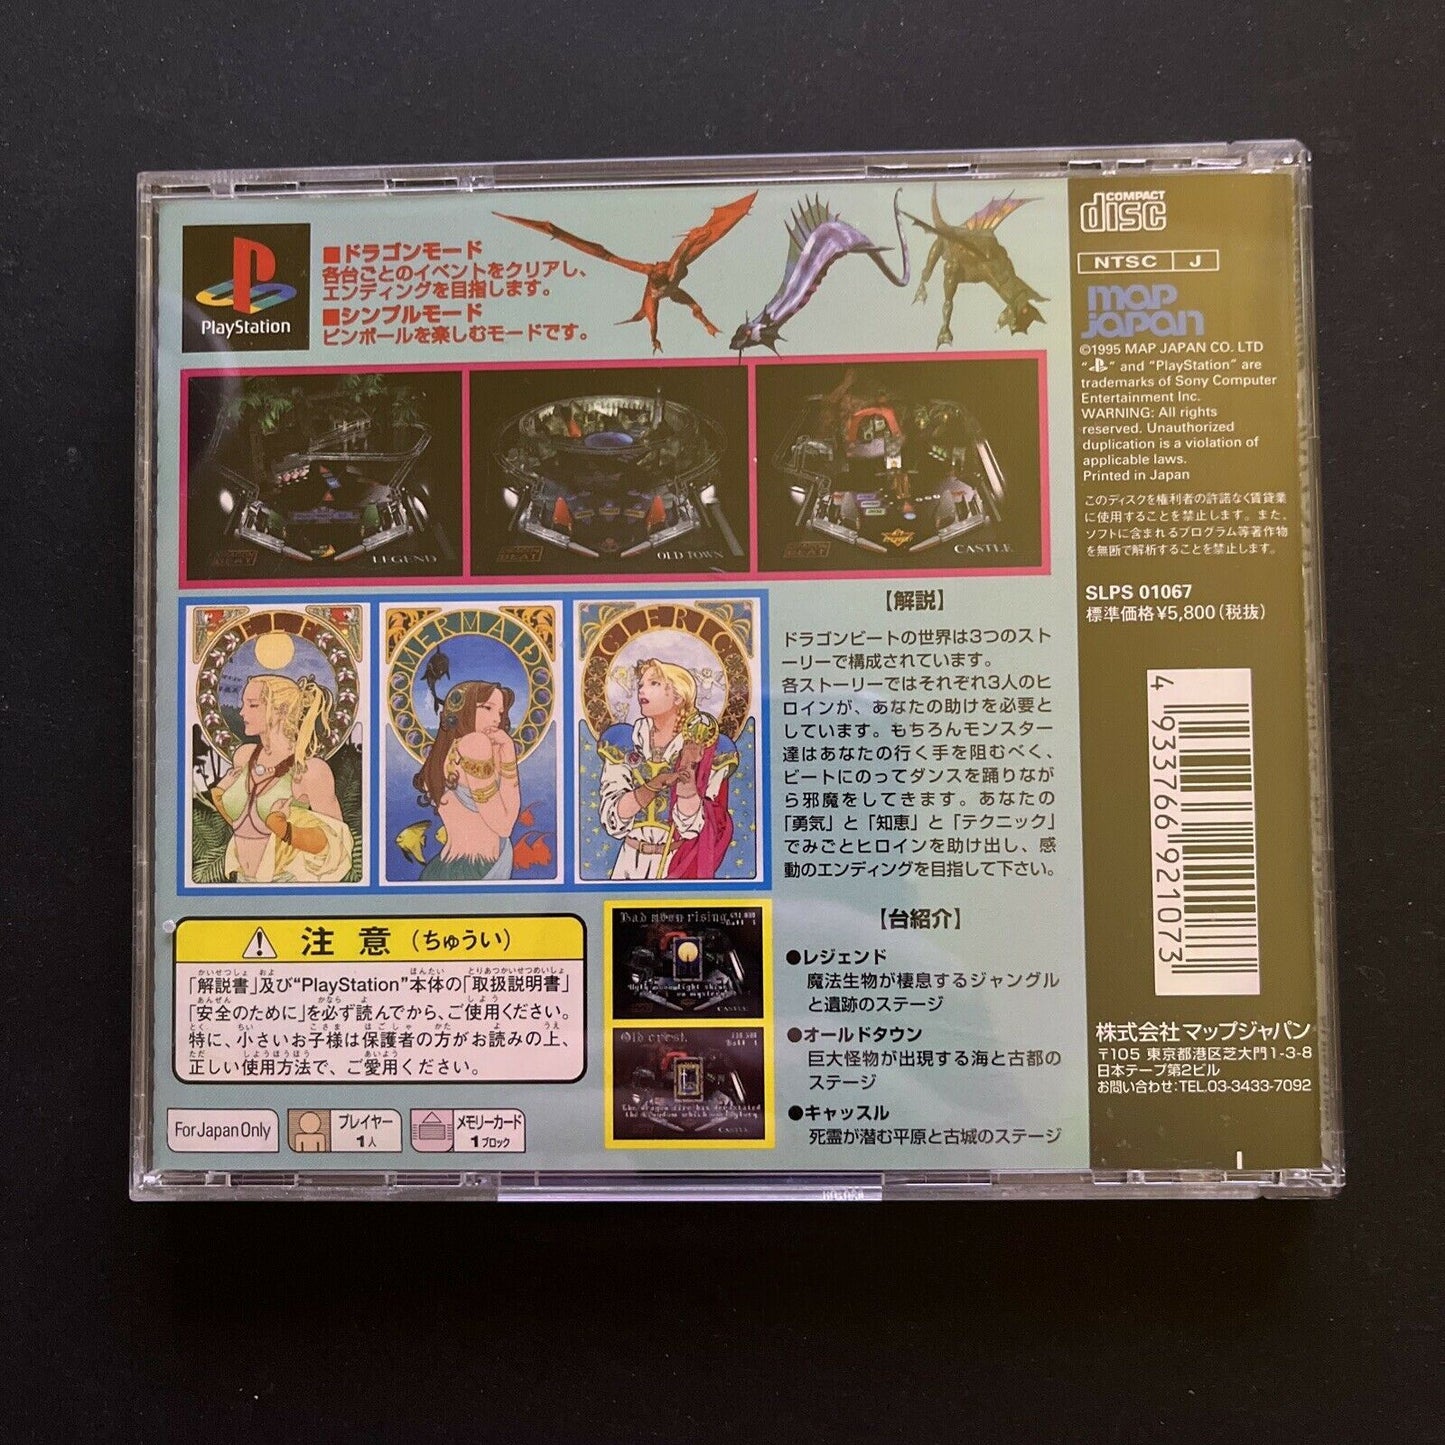 PlayStation
■ドラゴンモード
各台ごとのイベントをクリアし、
エンディングを目指します。
■シンプルモード
ピンボールを楽しむモードです。
LEGEND
OLD TOWN
CASTLE
ELF
MERMAID
CLERIC
【解説】
ドラゴンビートの世界は3つのスト
ーリーで構成されています。
各ストーリーではそれぞれ3人のヒ
ロインが、あなたの助けを必要と
しています。もちろんモンスター
達はあなたの行く手を阻むべく、
ビートにのってダンスを踊りなが
ら邪魔をしてきます。あなたの
「勇気」と「知恵」と「テクニック」
でみごとヒロインを助け出し、感
動のエンディングを目指して下さい。
注意(ちゅうい)
「解説書」及び“PlayStation”本体の「取扱説明書」
「安全のために」を必ず読んでから、ご使用ください。
特に、小さいお子様は保護者の方がお読みの上、
正しい使用方法で、ご愛用ください。
For Japan Only
プレイヤー
1人
メモリーカード
1ブロック
Bad moon rising
CASTLE
Old crest
CASTLE
【台紹介】
●レジェンド
魔法生物が棲息するジャングル
と遺跡のステージ
●オールドタウン
巨大怪物が出現する海と古都の
ステージ
●キャッスル
死霊が潜む平原と古城のステージ
COMPACT
disc
NTSC J
map
japan
©1995 MAP JAPAN CO. LTD
“ ” and “PlayStation” are
trademarks of Sony Computer
Entertainment Inc.
WARNING: All rights
reserved. Unauthorized
duplication is a violation of
applicable laws.
Printed in Japan
このディスクを権利者の許諾なく賃貸業
に使用することを禁止します。また、
ソフトに含まれるプログラム等著作物
を無断で解析することを禁止します。
SLPS 01067
標準価格¥5,800(税抜)
4 933766 921073
株式会社 マップジャパン
〒105 東京都港区芝大門1-3-8
日本テープ第2ビル
お問い合わせ:TEL.03-3433-7092